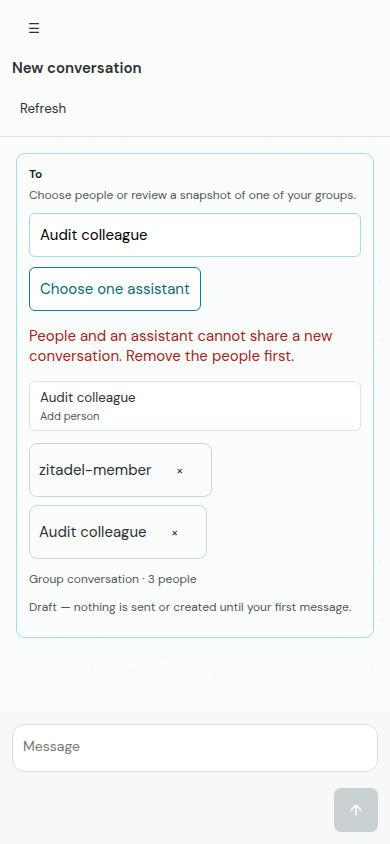 ☰
New conversation
Refresh
To
Choose people or review a snapshot of one of your groups.
Audit colleague
Choose one assistant
People and an assistant cannot share a new
conversation. Remove the people first.
Audit colleague
Add person
zitadel-member ×
Audit colleague ×
Group conversation · 3 people
Draft — nothing is sent or created until your first message.
Message